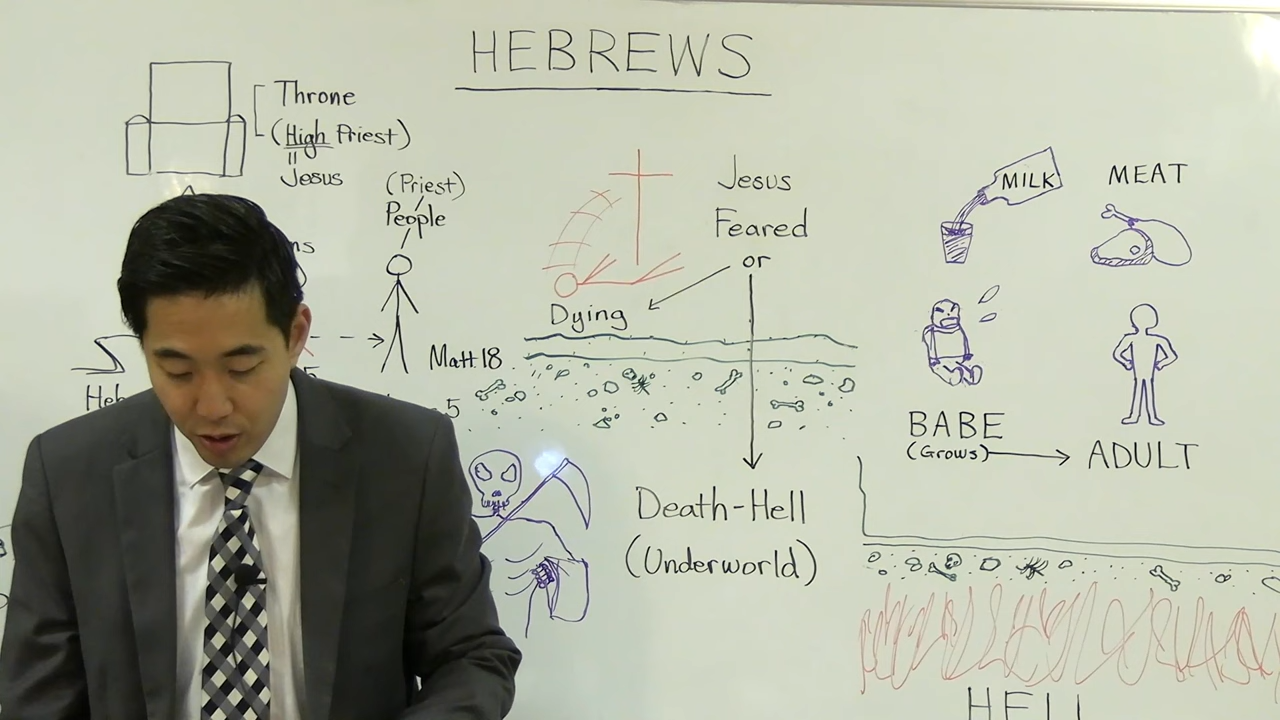 HEBREWS
Throne
(High Priest)
Jesus
(Priest)
People
Matt.18
5
Jesus
Feared
or
Dying
Death-Hell
(Underworld)
MILK
MEAT
BABE
(Grows)
ADULT
HELL